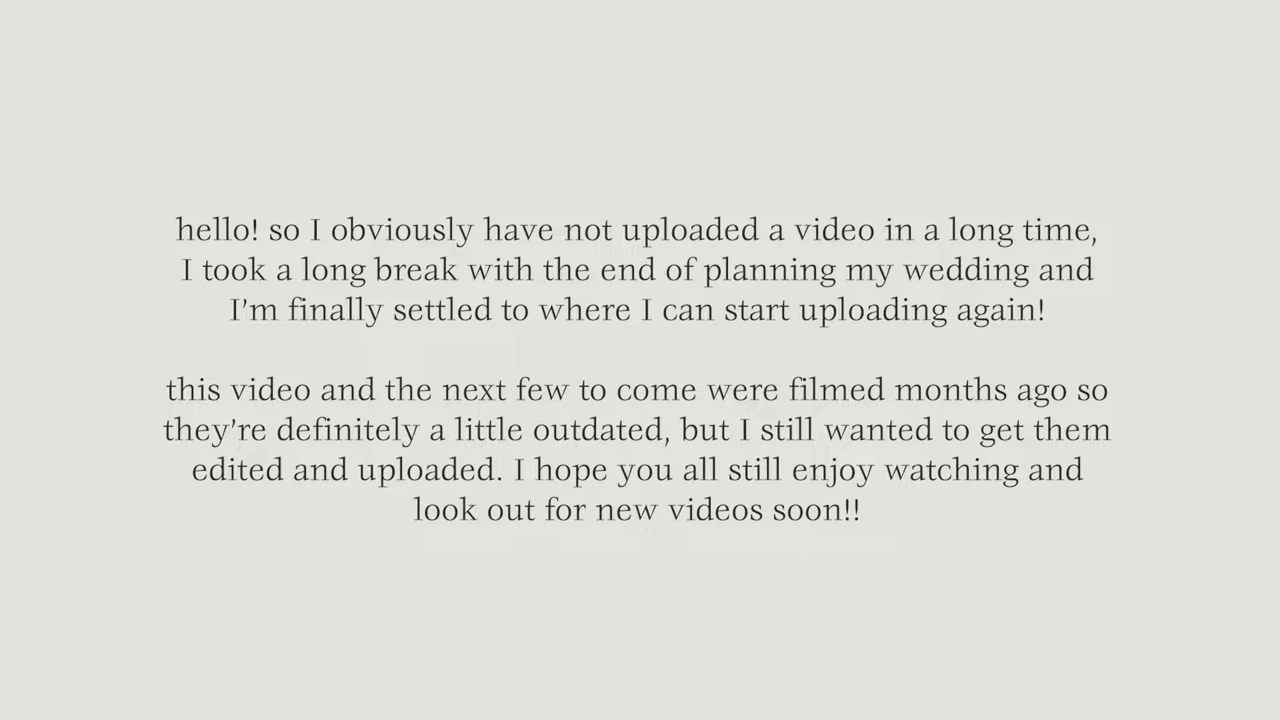 hello! so I obviously have not uploaded a video in a long time,
I took a long break with the end of planning my wedding and
I'm finally settled to where I can start uploading again!
this video and the next few to come were filmed months ago so
they're definitely a little outdated, but I still wanted to get them
edited and uploaded. I hope you all still enjoy watching and
look out for new videos soon!!